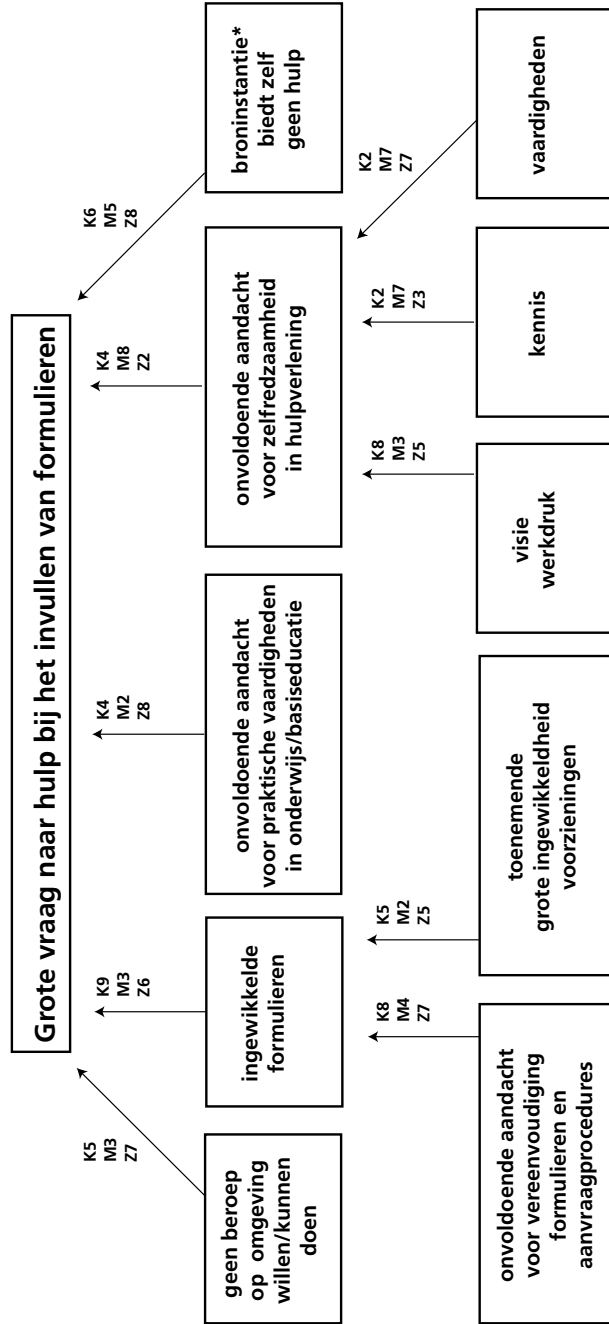 Grote vraag naar hulp bij het invullen van formulieren
K5
M3
Z7
K9
M3
Z6
K4
M2
Z8
K4
M8
Z2
K6
M5
Z8
geen beroep
op omgeving
willen/kunnen
doen
ingewikkelde
formulieren
onvoldoende aandacht
voor praktische vaardigheden
in onderwijs/basiseducatie
onvoldoende aandacht
voor zelfredzaamheid
in hulpverlening
broninstantie*
biedt zelf
geen hulp
K8
M4
Z7
K5
M2
Z5
K8
M3
Z5
K2
M7
Z3
K2
M7
Z7
onvoldoende aandacht
voor vereenvoudiging
formulieren en
aanvraagprocedures
toenemende
grote ingewikkeldheid
voorzieningen
visie
werkdruk
kennis
vaardigheden